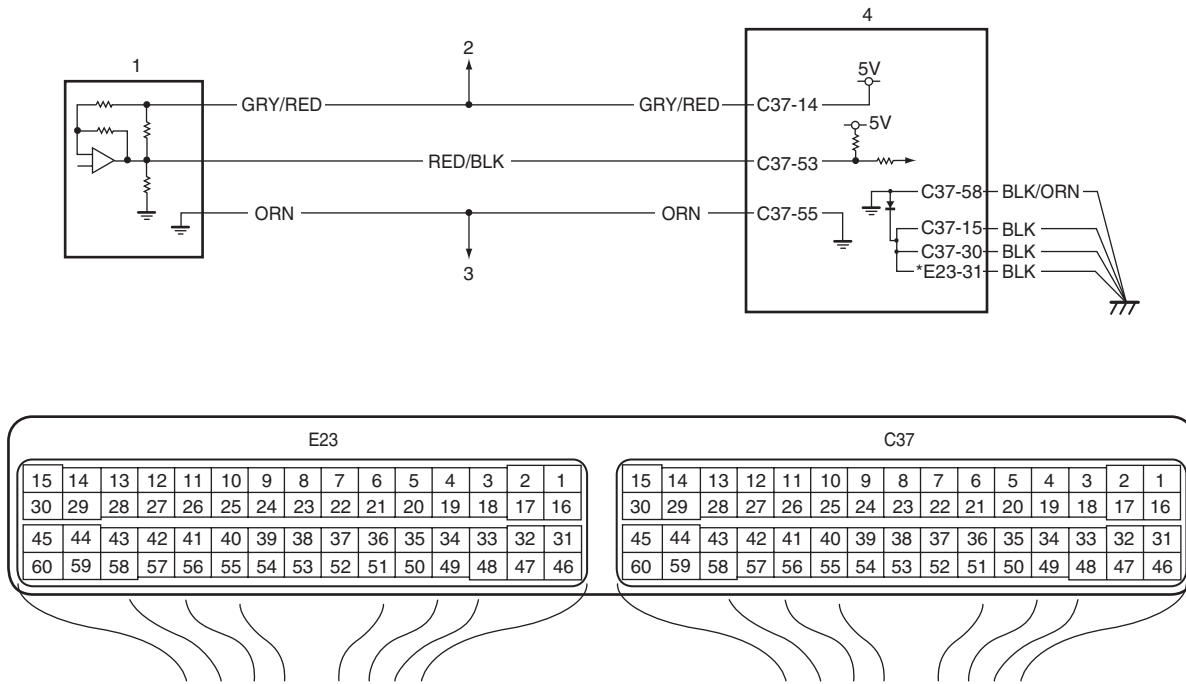 4
2
1
5V
GRY/RED GRY/RED C37-14
5V
RED/BLK C37-53
C37-58 BLK/ORN
ORN ORN C37-55
C37-15 BLK
C37-30 BLK
*E23-31 BLK
3
E23 C37
15 14 13 12 11 10 9 8 7 6 5 4 3 2 1 15 14 13 12 11 10 9 8 7 6 5 4 3 2 1
30 29 28 27 26 25 24 23 22 21 20 19 18 17 16 30 29 28 27 26 25 24 23 22 21 20 19 18 17 16
45 44 43 42 41 40 39 38 37 36 35 34 33 32 31 45 44 43 42 41 40 39 38 37 36 35 34 33 32 31
60 59 58 57 56 55 54 53 52 51 50 49 48 47 46 60 59 58 57 56 55 54 53 52 51 50 49 48 47 46